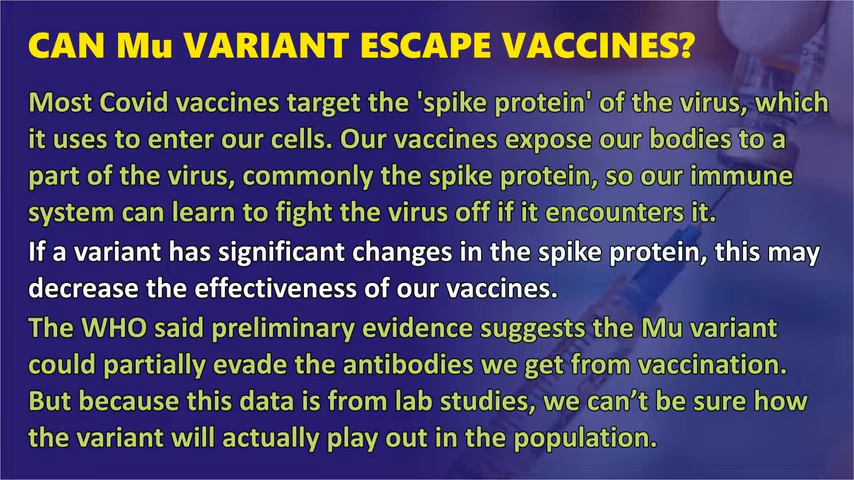 CAN Mu VARIANT ESCAPE VACCINES?
Most Covid vaccines target the 'spike protein' of the virus, which
it uses to enter our cells. Our vaccines expose our bodies to a
part of the virus, commonly the spike protein, so our immune
system can learn to fight the virus off if it encounters it.
If a variant has significant changes in the spike protein, this may
decrease the effectiveness of our vaccines.
The WHO said preliminary evidence suggests the Mu variant
could partially evade the antibodies we get from vaccination.
But because this data is from lab studies, we can’t be sure how
the variant will actually play out in the population.